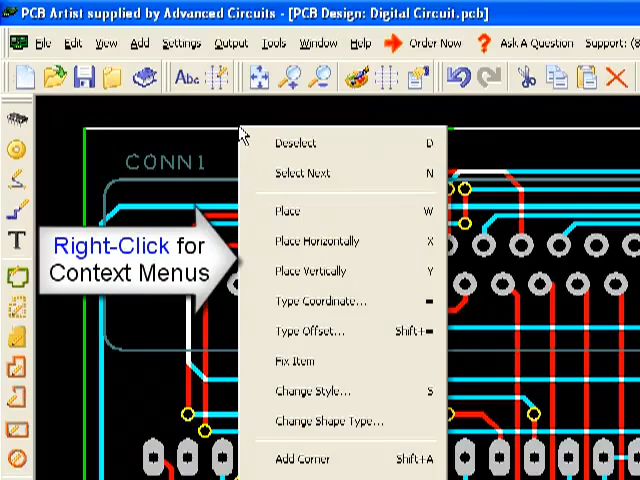 PCB Artist supplied by Advanced Circuits - [PCB Design: Digital Circuit.pcb]
File Edit View Add Settings Output Tools Window Help Order Now ? Ask A Question Support: (8
Abc
CONN1
T
Right-Click for
Context Menus
Deselect D
Select Next N
Place W
Place Horizontally X
Place Vertically Y
Type Coordinate... =
Type Offset... Shift+=
Fix Item
Change Style... S
Change Shape Type...
Add Corner Shift+A